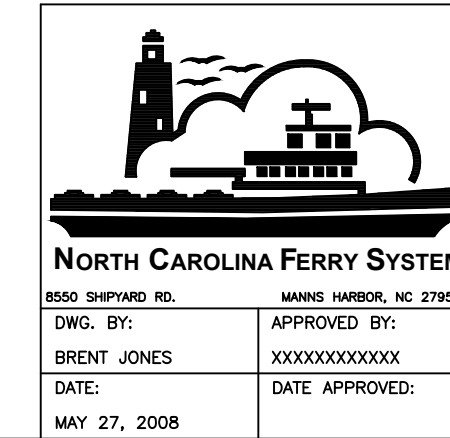 NORTH CAROLINA FERRY SYSTEM
8550 SHIPYARD RD. MANNS HARBOR, NC 2795
DWG. BY: APPROVED BY:
BRENT JONES XXXXXXXXXXXX
DATE: DATE APPROVED:
MAY 27, 2008